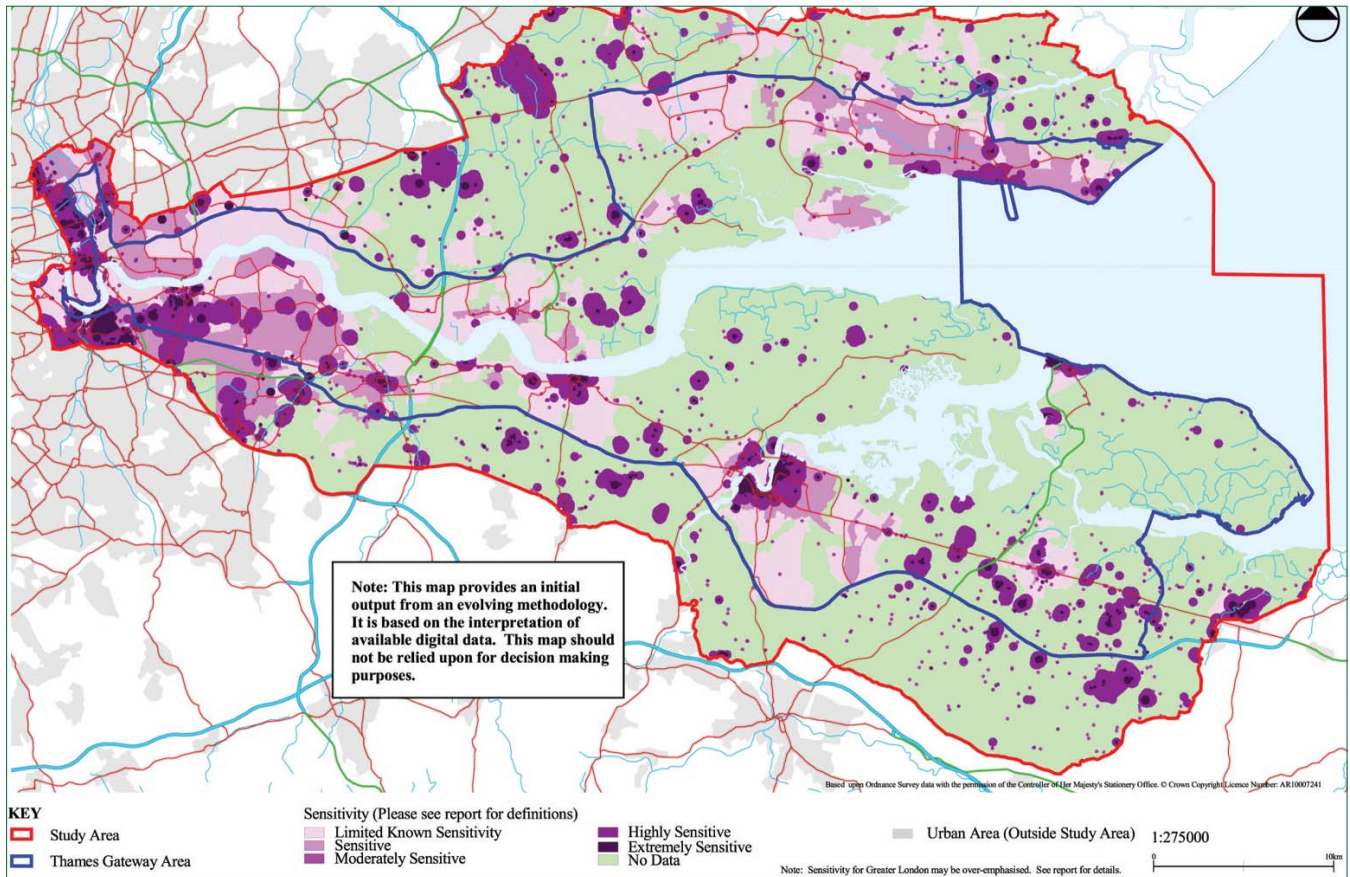 Note: This map provides an initial
output from an evolving methodology.
It is based on the interpretation of
available digital data. This map should
not be relied upon for decision making
purposes.
Based upon Ordnance Survey data with the permission of the Controller of Her Majesty's Stationery Office. © Crown Copyright Licence Number: AR10007241
KEY
Study Area
Thames Gateway Area
Sensitivity (Please see report for definitions)
Limited Known Sensitivity
Sensitive
Moderately Sensitive
Highly Sensitive
Extremely Sensitive
No Data
Urban Area (Outside Study Area)
1:275000
0 10km
Note: Sensitivity for Greater London may be over-emphasised. See report for details.